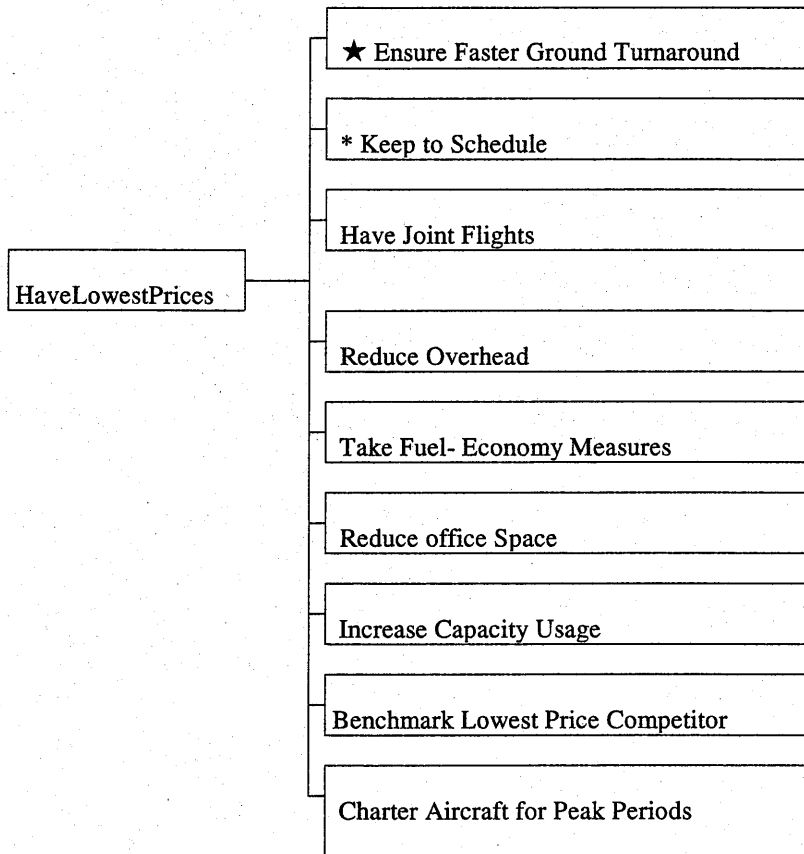 ★ Ensure Faster Ground Turnaround
* Keep to Schedule
Have Joint Flights
HaveLowestPrices
Reduce Overhead
Take Fuel- Economy Measures
Reduce office Space
Increase Capacity Usage
Benchmark Lowest Price Competitor
Charter Aircraft for Peak Periods